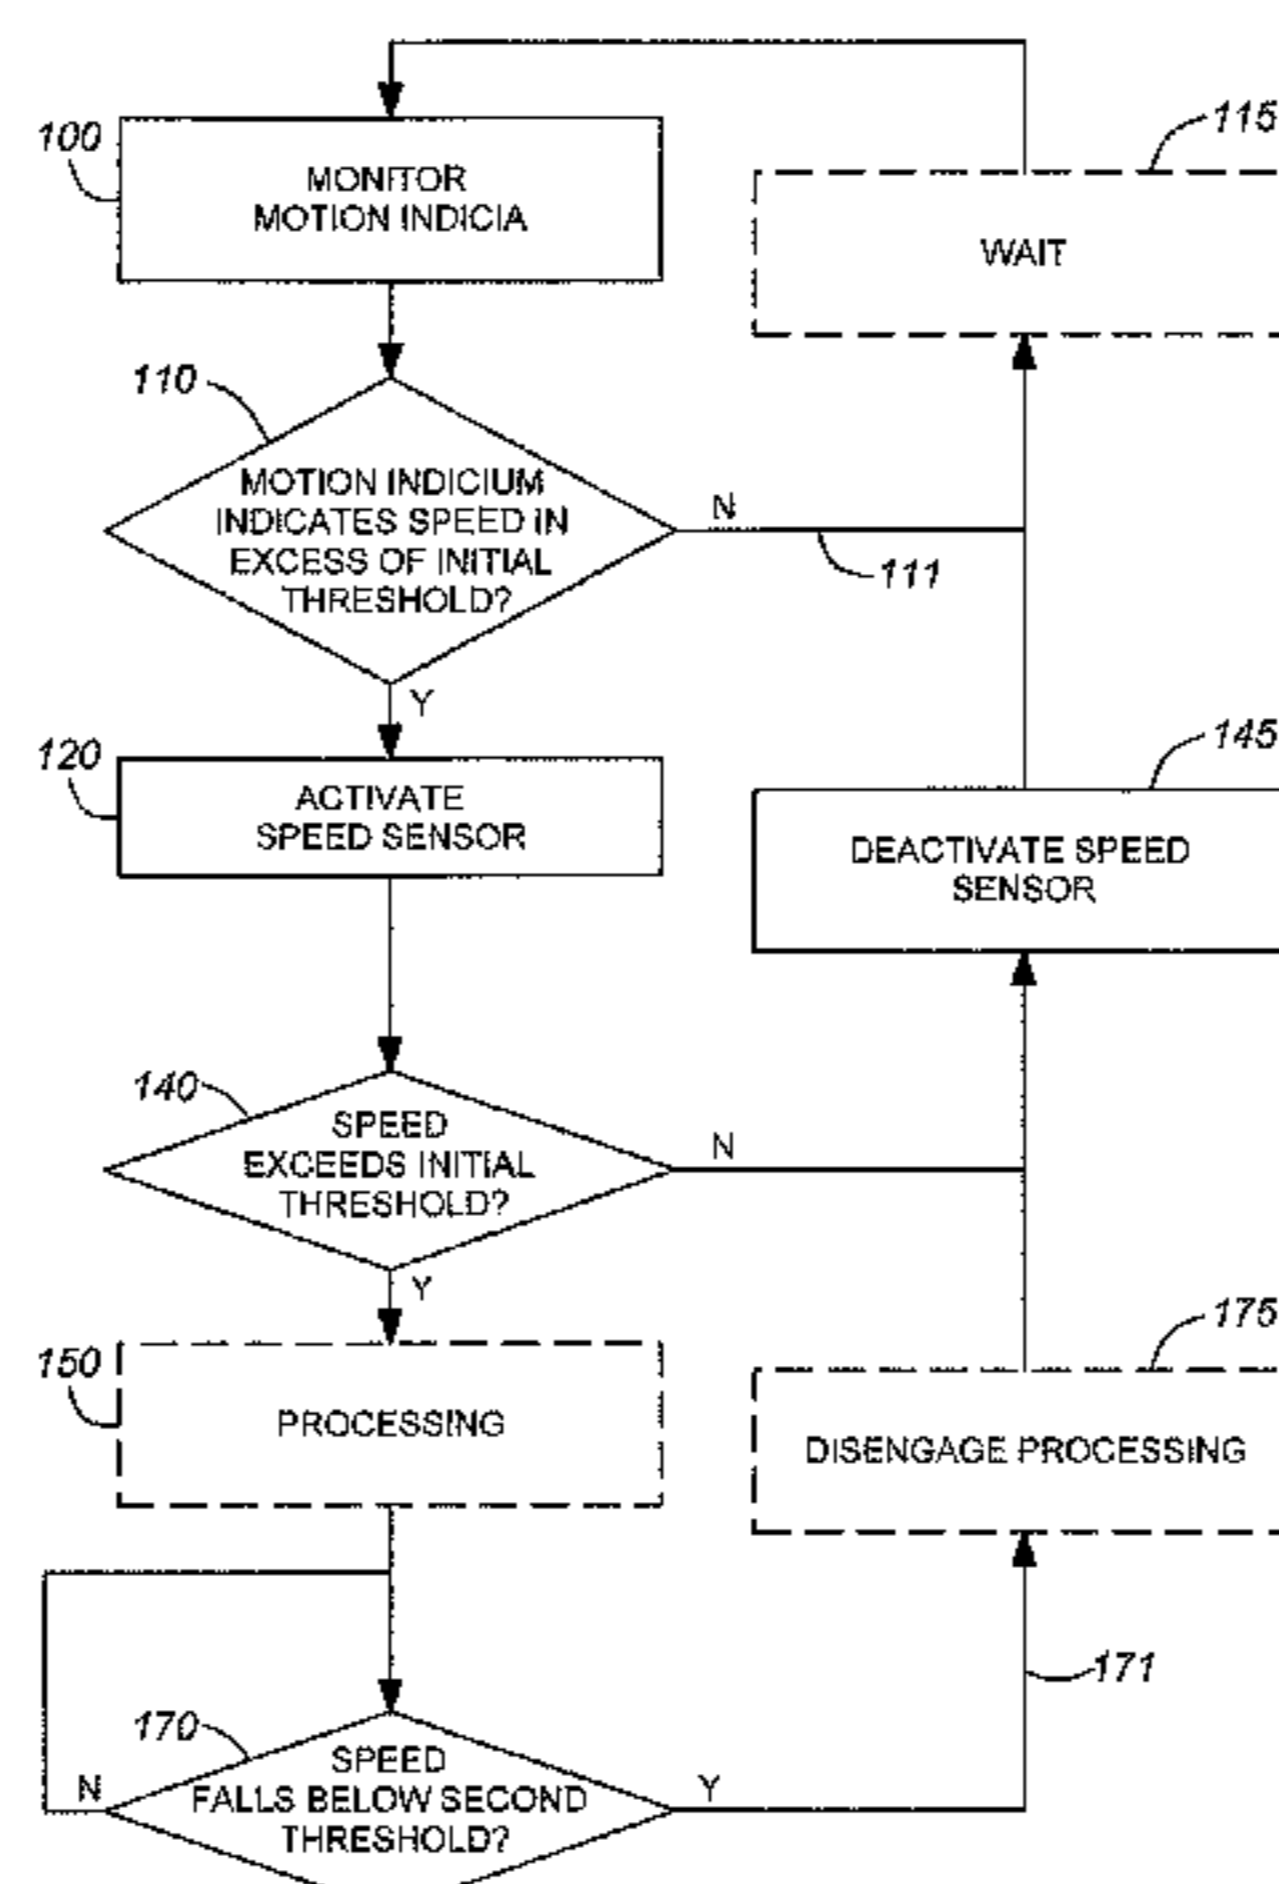 115
100
MONITOR
MOTION INDICIA
WAIT
110
MOTION INDICIUM
INDICATES SPEED IN
EXCESS OF INITIAL
THRESHOLD?
N
111
Y
120
ACTIVATE
SPEED SENSOR
145
DEACTIVATE SPEED
SENSOR
140
SPEED
EXCEEDS INITIAL
THRESHOLD?
N
Y
150
PROCESSING
175
DISENGAGE PROCESSING
171
170
SPEED
FALLS BELOW SECOND
THRESHOLD?
N
Y